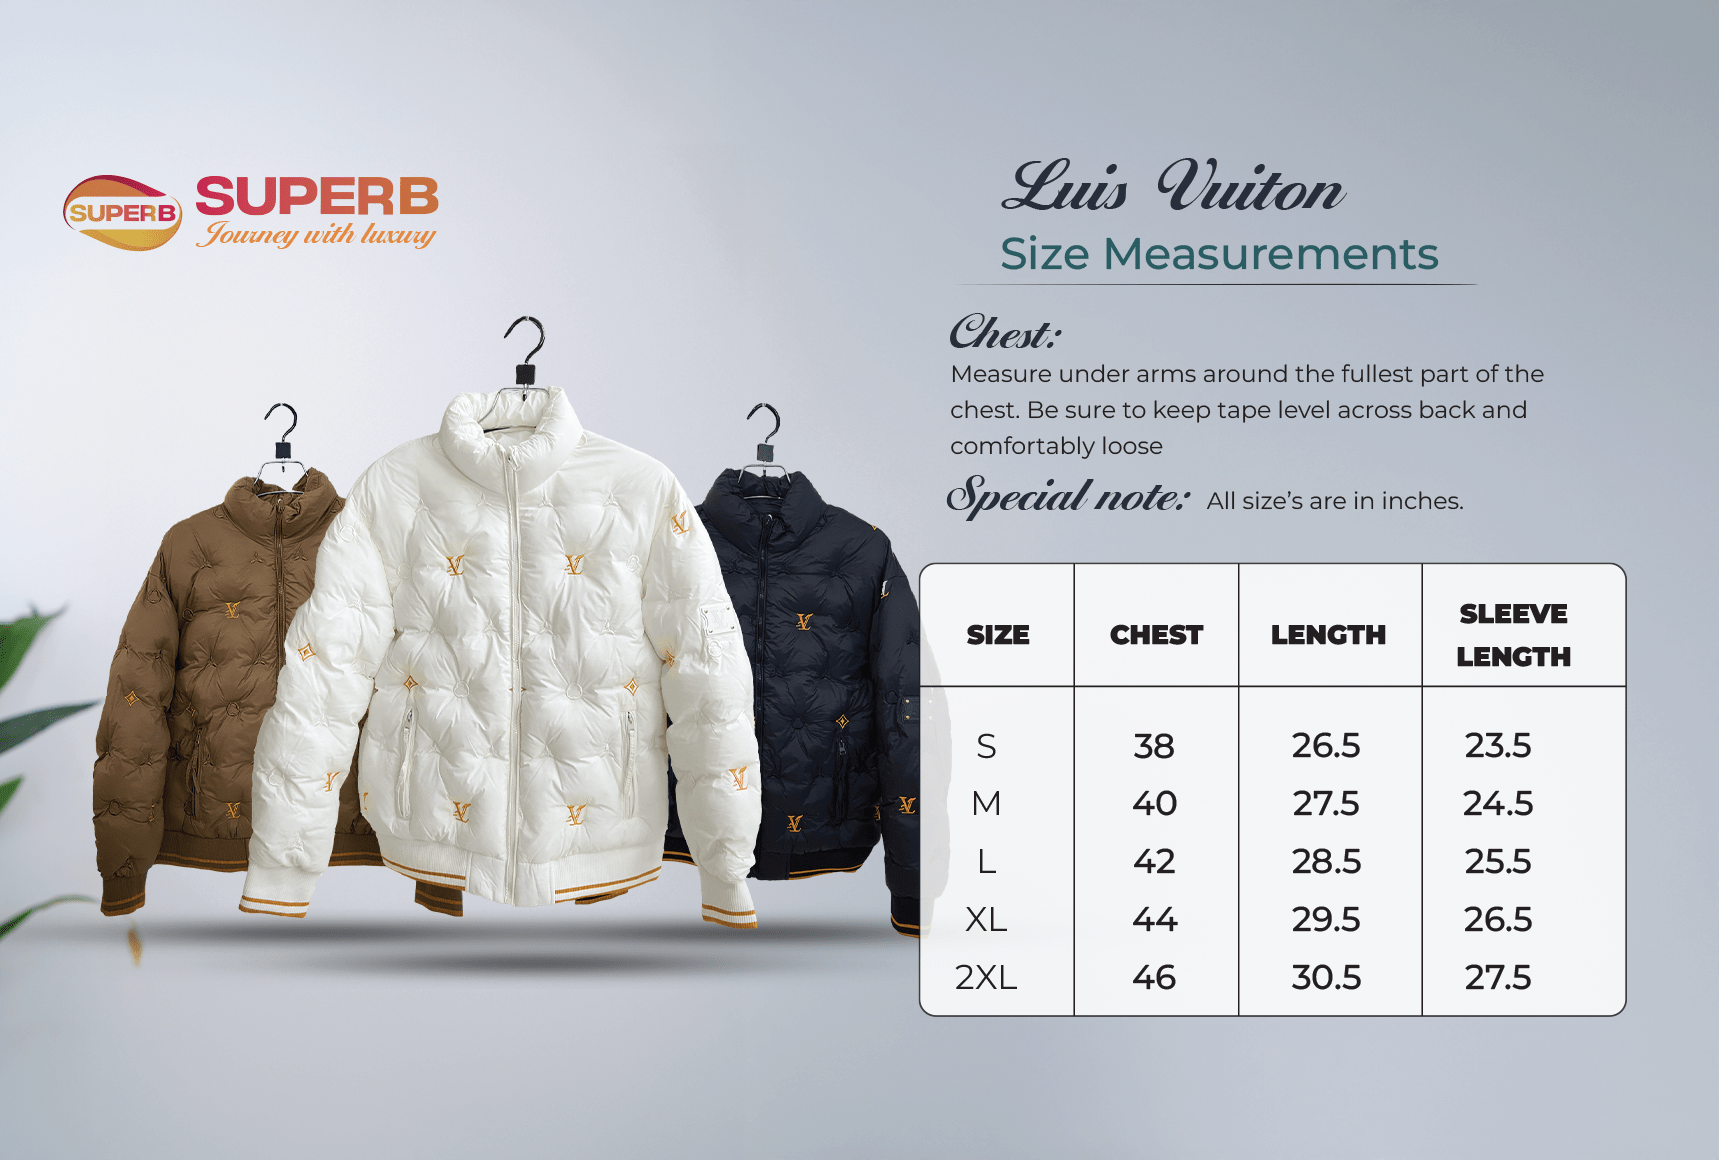 SUPERB
SUPERB
Journey with luxury
Luis Vuiton
Size Measurements
Chest:
Measure under arms around the fullest part of the
chest. Be sure to keep tape level across back and
comfortably loose
Special note: All size's are in inches.
SIZE CHEST LENGTH SLEEVE LENGTH
S 38 26.5 23.5
M 40 27.5 24.5
L 42 28.5 25.5
XL 44 29.5 26.5
2XL 46 30.5 27.5